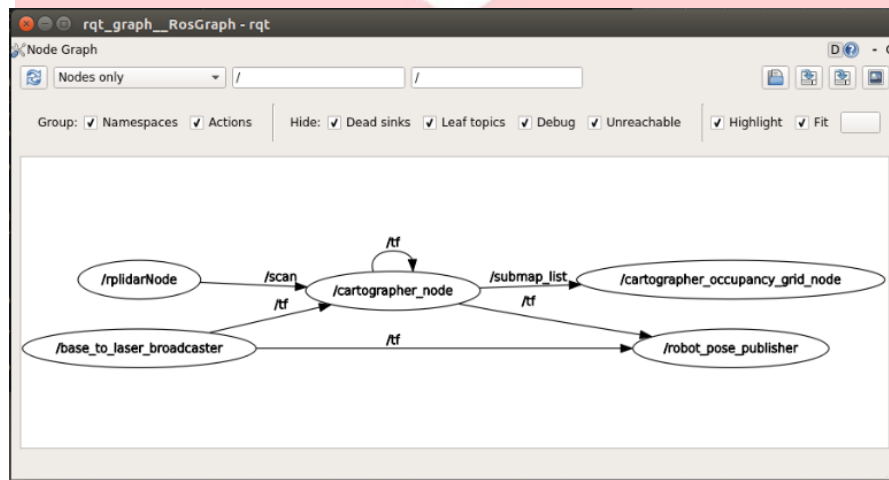 rqt_graph__RosGraph - rqt
Node Graph
D
-
Nodes only
/
/
Group:
Namespaces
Actions
Hide:
Dead sinks
Leaf topics
Debug
Unreachable
Highlight
Fit
/tf
/rplidarNode
/scan
/cartographer_node
/submap_list
/cartographer_occupancy_grid_node
/tf
/tf
/base_to_laser_broadcaster
/tf
/robot_pose_publisher